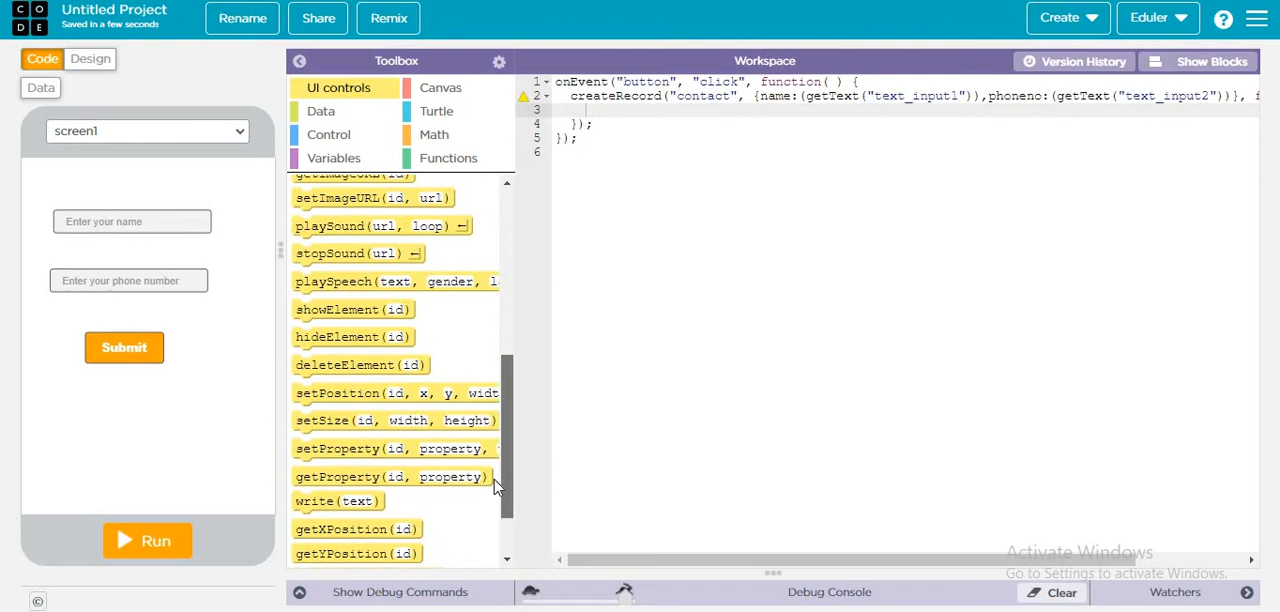 CO
DE
Untitled Project
Saved in a few seconds
Rename
Share
Remix
Create
Eduler
?
Code
Design
Data
Toolbox
Workspace
Version History
Show Blocks
screen1
Enter your name
Enter your phone number
Submit
Run
©
UI controls
Canvas
Data
Turtle
Control
Math
Variables
Functions
getImageURL(id)
setImageURL(id, url)
playSound(url, loop)
stopSound(url)
playSpeech(text, gender, l
showElement(id)
hideElement(id)
deleteElement(id)
setPosition(id, x, y, widt
setSize(id, width, height)
setProperty(id, property,
getProperty(id, property)
write(text)
getXPosition(id)
getYPosition(id)
1 onEvent("button", "click", function( ) {
2 createRecord("contact", {name:(getText("text_input1")),phoneno:(getText("text_input2"))}, f
3
4 });
5 });
6
Activate Windows
Go to Settings to activate Windows.
Show Debug Commands
Debug Console
Clear
Watchers